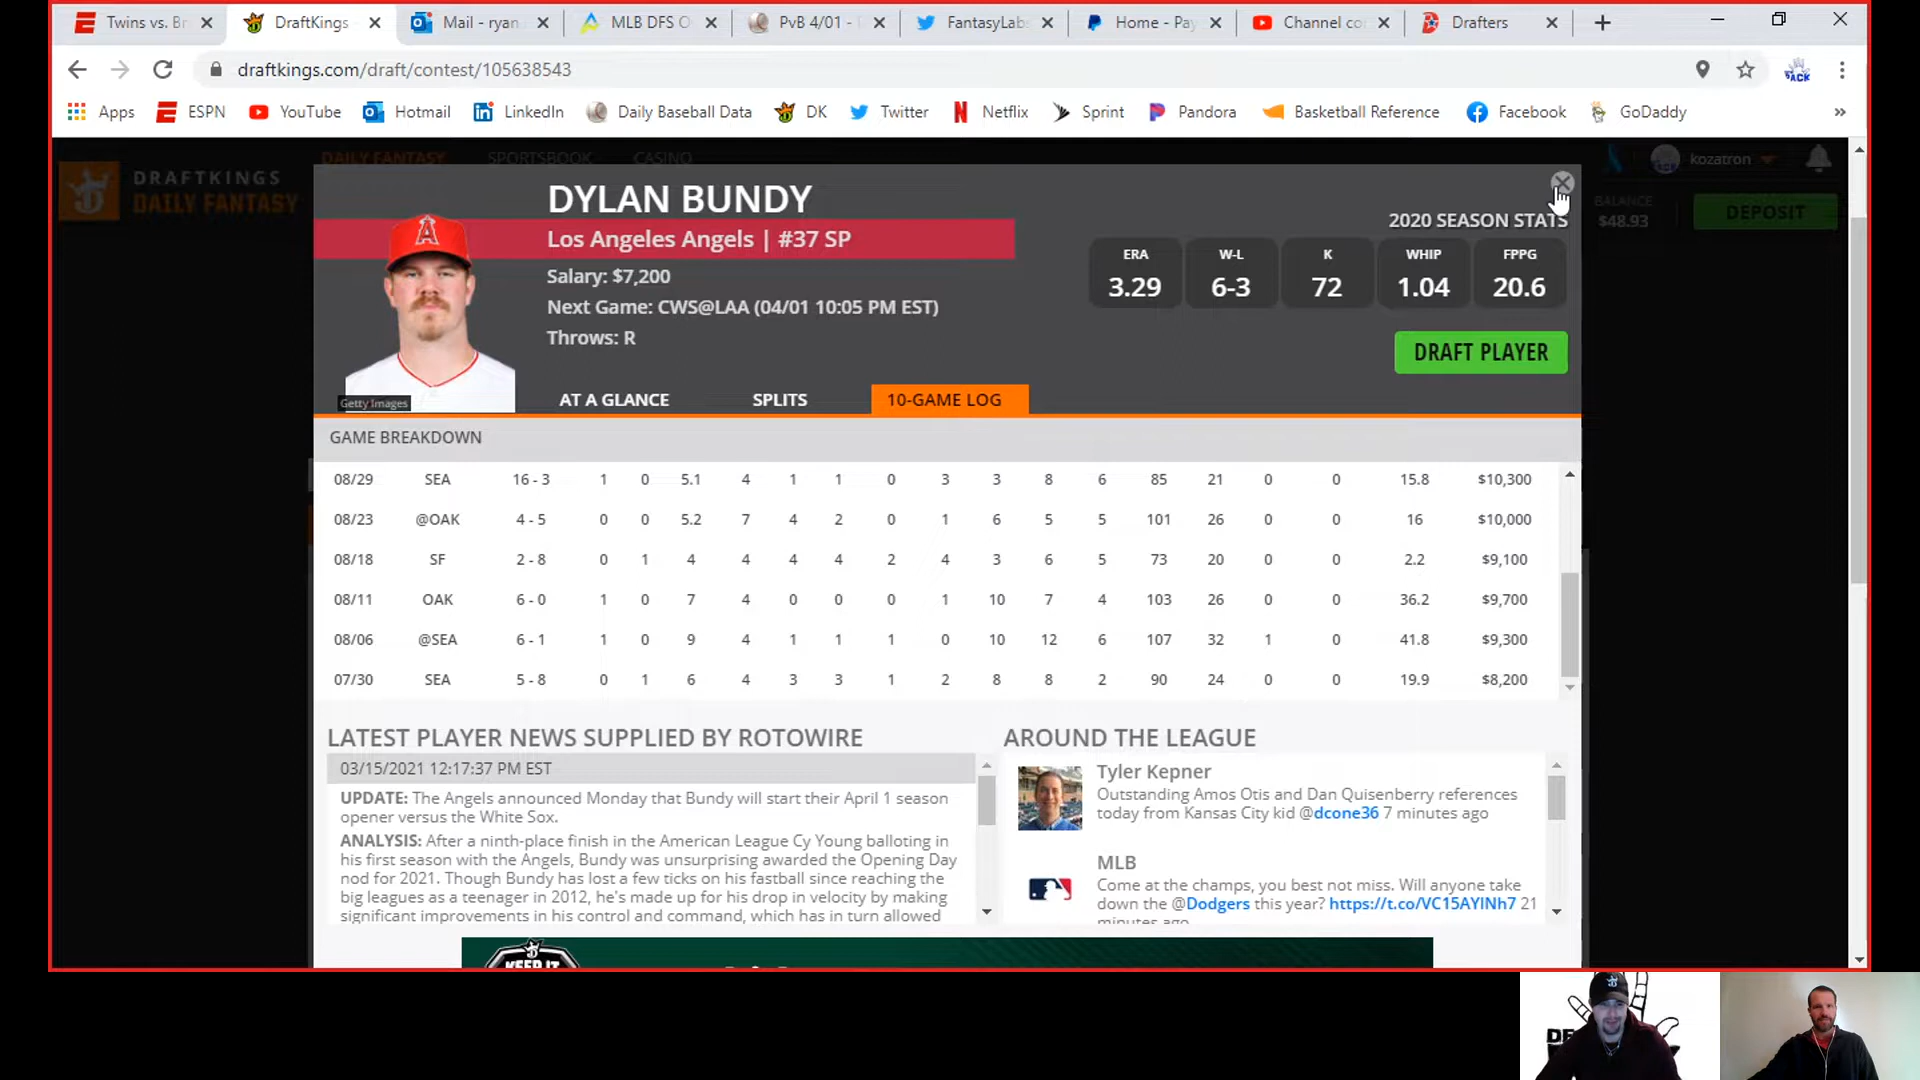 Twins vs. Br
DraftKings
Mail - ryan
MLB DFS O
PvB 4/01 - T
FantasyLab
Home - Pay
Channel co
Drafters
draftkings.com/draft/contest/105638543
BACK
Apps
ESPN
YouTube
Hotmail
LinkedIn
Daily Baseball Data
DK
Twitter
Netflix
Sprint
Pandora
Basketball Reference
Facebook
GoDaddy
DRAFTKINGS
DAILY FANTASY
DAILY FANTASY
SPORTSBOOK
CASINO
kozatron
BALANCE
$48.93
DEPOSIT
DYLAN BUNDY
Los Angeles Angels | #37 SP
Salary: $7,200
Next Game: CWS@LAA (04/01 10:05 PM EST)
Throws: R
Getty Images
2020 SEASON STATS
ERA W-L K WHIP FPPG
3.29 6-3 72 1.04 20.6
DRAFT PLAYER
AT A GLANCE
SPLITS
10-GAME LOG
GAME BREAKDOWN
08/29 SEA 16 - 3 1 0 5.1 4 1 1 0 3 3 8 6 85 21 0 0 15.8 $10,300
08/23 @OAK 4 - 5 0 0 5.2 7 4 2 0 1 6 5 5 101 26 0 0 16 $10,000
08/18 SF 2 - 8 0 1 4 4 4 4 2 4 3 6 5 73 20 0 0 2.2 $9,100
08/11 OAK 6 - 0 1 0 7 4 0 0 0 1 10 7 4 103 26 0 0 36.2 $9,700
08/06 @SEA 6 - 1 1 0 9 4 1 1 1 0 10 12 6 107 32 1 0 41.8 $9,300
07/30 SEA 5 - 8 0 1 6 4 3 3 1 2 8 8 2 90 24 0 0 19.9 $8,200
LATEST PLAYER NEWS SUPPLIED BY ROTOWIRE
03/15/2021 12:17:37 PM EST
UPDATE: The Angels announced Monday that Bundy will start their April 1 season
opener versus the White Sox.
ANALYSIS: After a ninth-place finish in the American League Cy Young balloting in
his first season with the Angels, Bundy was unsurprising awarded the Opening Day
nod for 2021. Though Bundy has lost a few ticks on his fastball since reaching the
big leagues as a teenager in 2012, he's made up for his drop in velocity by making
significant improvements in his control and command, which has in turn allowed
AROUND THE LEAGUE
Tyler Kepner
Outstanding Amos Otis and Dan Quisenberry references
today from Kansas City kid @dcone36 7 minutes ago
MLB
Come at the champs, you best not miss. Will anyone take
down the @Dodgers this year? https://t.co/VC15AYlNh7 21
minutes ago
KEEP IT